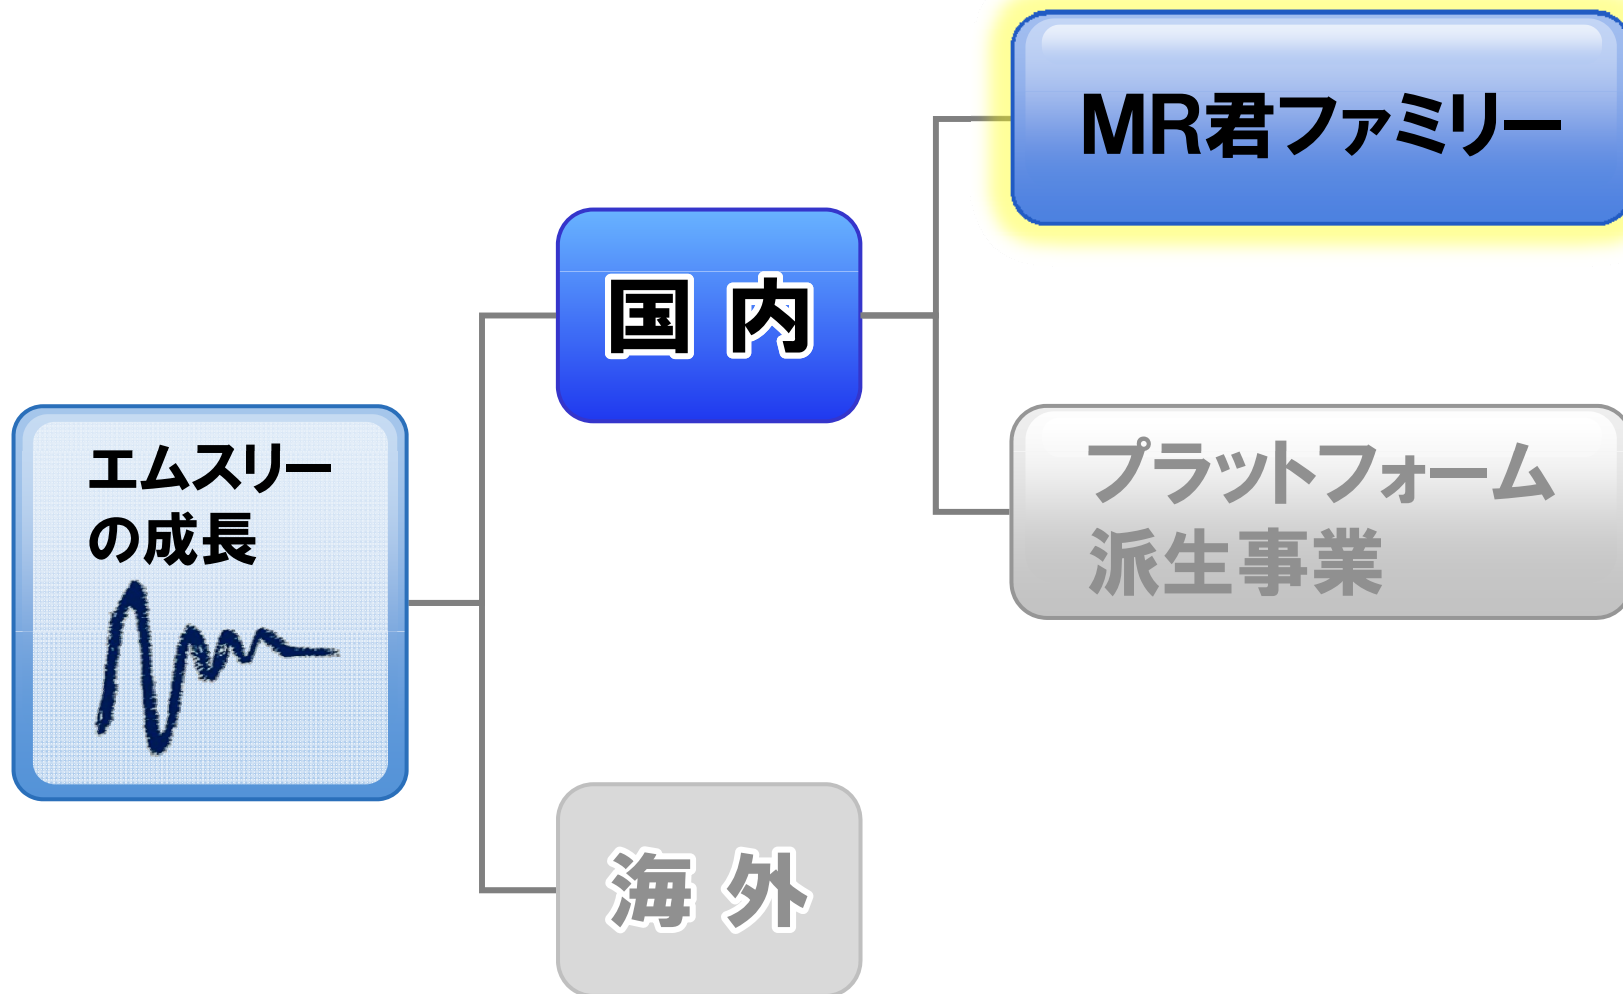 MR君ファミリー
国 内
エムスリー
の成長
プラットフォーム
派生事業
海 外